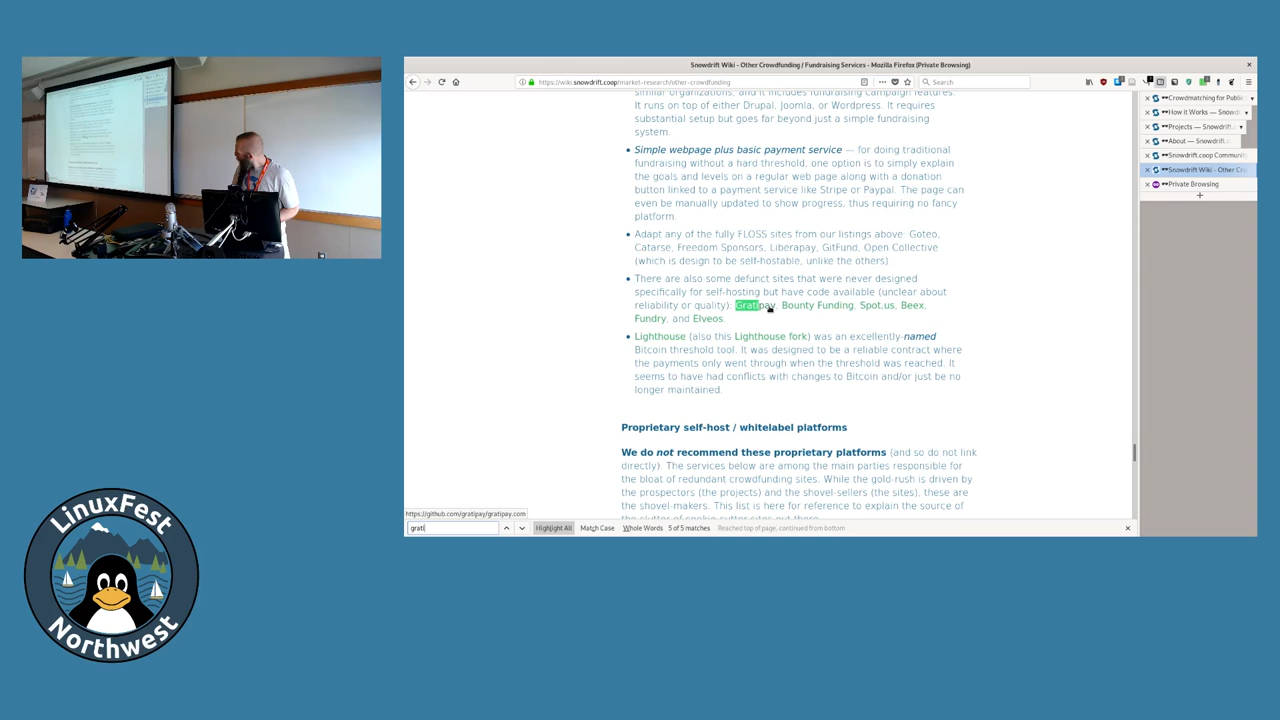 Snowdrift Wiki - Other Crowdfunding / Fundraising Services - Mozilla Firefox (Private Browsing)
https://wiki.snowdrift.coop/market-research/other-crowdfunding
Search
similar organizations, and it includes fundraising campaign features.
It runs on top of either Drupal, Joomla, or Wordpress. It requires
substantial setup but goes far beyond just a simple fundraising
system.
• Simple webpage plus basic payment service — for doing traditional
fundraising without a hard threshold, one option is to simply explain
the goals and levels on a regular web page along with a donation
button linked to a payment service like Stripe or Paypal. The page can
even be manually updated to show progress, thus requiring no fancy
platform.
• Adapt any of the fully FLOSS sites from our listings above: Goteo,
Catarse, Freedom Sponsors, Liberapay, GitFund, Open Collective
(which is design to be self-hostable, unlike the others)
• There are also some defunct sites that were never designed
specifically for self-hosting but have code available (unclear about
reliability or quality): Gratipay, Bounty Funding, Spot.us, Beex,
Fundry, and Elveos.
• Lighthouse (also this Lighthouse fork) was an excellently-named
Bitcoin threshold tool. It was designed to be a reliable contract where
the payments only went through when the threshold was reached. It
seems to have had conflicts with changes to Bitcoin and/or just be no
longer maintained.
Proprietary self-host / whitelabel platforms
We do not recommend these proprietary platforms (and so do not link
directly). The services below are among the main parties responsible for
the bloat of redundant crowdfunding sites. While the gold-rush is driven by
the prospectors (the projects) and the shovel-sellers (the sites), these are
the shovel-makers. This list is here for reference to explain the source of
https://github.com/gratipay/gratipay.com
grati
Highlight All
Match Case
Whole Words
5 of 5 matches
Reached top of page, continued from bottom
**Crowdmatching for Public
**How it Works — Snowd
**Projects — Snowdrift.
**About — Snowdrift.
**Snowdrift.coop Communi
**Snowdrift Wiki - Other Cr
**Private Browsing
LinuxFest
Northwest